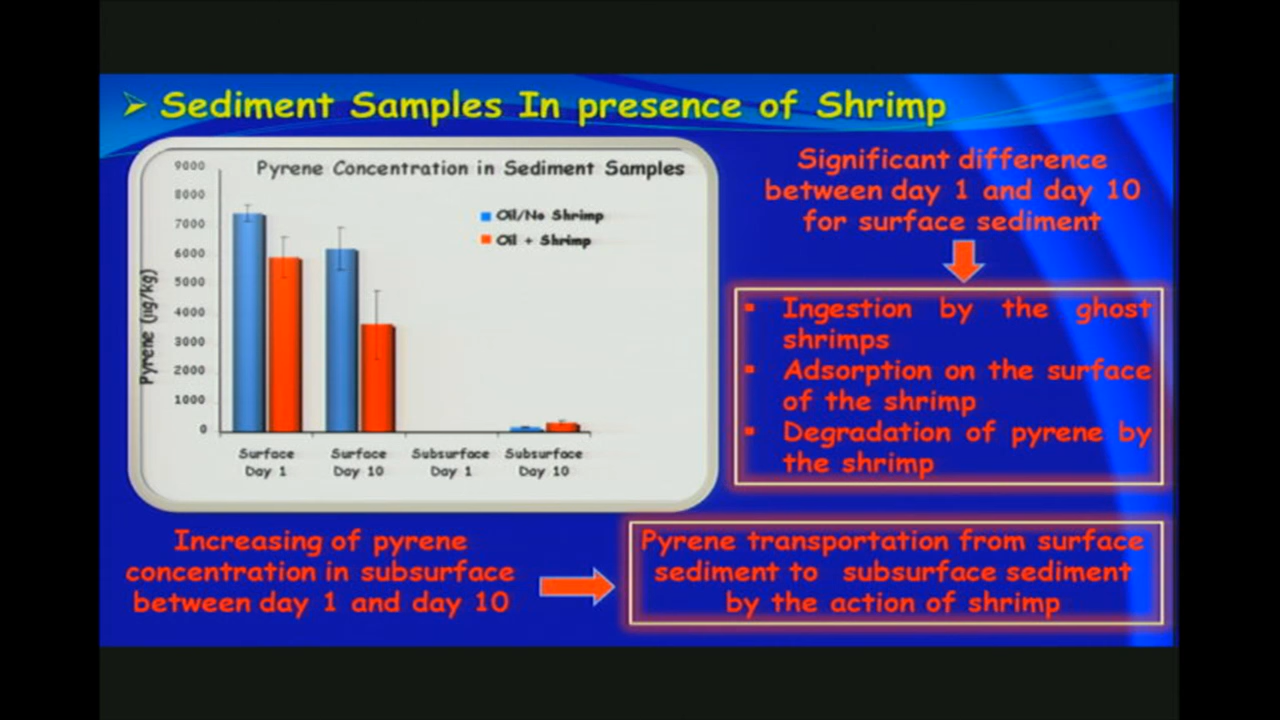 Sediment Samples In presence of Shrimp
Pyrene Concentration in Sediment Samples
9000
8000
7000
6000
5000
4000
3000
2000
1000
0
Pyrene (µg/kg)
Oil/No Shrimp
Oil + Shrimp
Surface Day 1
Surface Day 10
Subsurface Day 1
Subsurface Day 10
Significant difference
between day 1 and day 10
for surface sediment
Ingestion by the ghost
shrimps
Adsorption on the surface
of the shrimp
Degradation of pyrene by
the shrimp
Increasing of pyrene
concentration in subsurface
between day 1 and day 10
Pyrene transportation from surface
sediment to subsurface sediment
by the action of shrimp